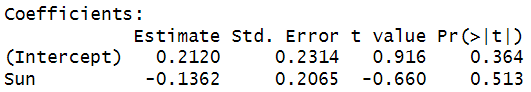 Coefficients:
Estimate Std. Error t value Pr(>|t|)
(Intercept) 0.2120 0.2314 0.916 0.364
Sun -0.1362 0.2065 -0.660 0.513